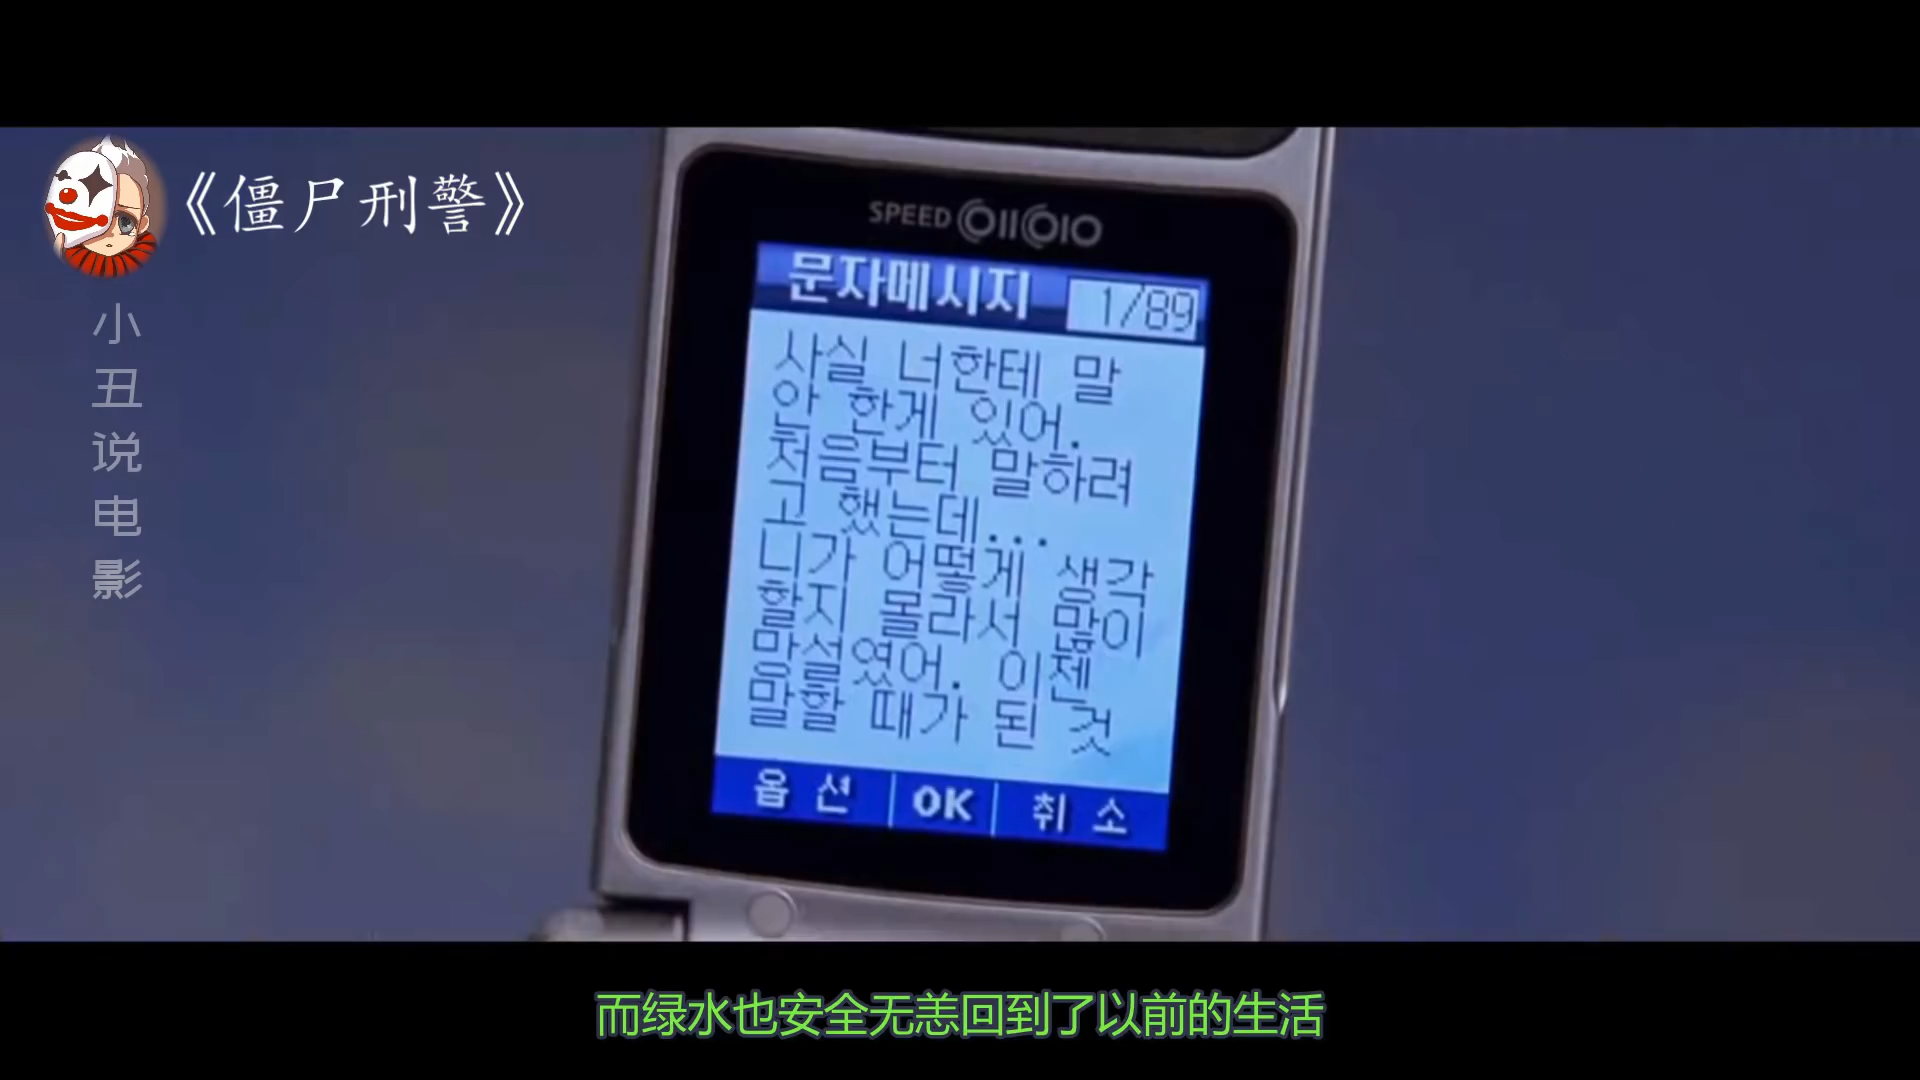 《僵尸刑警》
小丑说电影
SPEED 011 010
문자메시지 1/89
사실 너한테 말
안 한게 있어.
처음부터 말하려
고 했는데...
니가 어떻게 생각
할지 몰라서 많이
망설였어. 이젠
말할 때가 된 것
옵션 OK 취소
而绿水也安全无恙回到了以前的生活